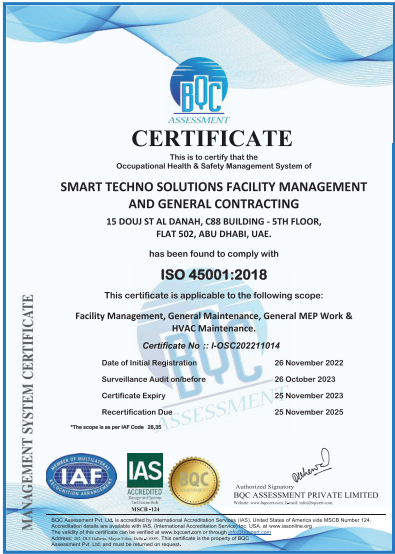 BQC
ASSESSMENT
CERTIFICATE
This is to certify that the
Occupational Health & Safety Management System of
SMART TECHNO SOLUTIONS FACILITY MANAGEMENT
AND GENERAL CONTRACTING
15 DOUJ ST AL DANAH, C88 BUILDING - 5TH FLOOR,
FLAT 502, ABU DHABI, UAE.
has been found to comply with
ISO 45001:2018
This certificate is applicable to the following scope:
Facility Management, General Maintenance, General MEP Work &
HVAC Maintenance.
Certificate No :: I-OSC202211014
Date of Initial Registration 26 November 2022
Surveillance Audit on/before 26 October 2023
Certificate Expiry 25 November 2023
Recertification Due 25 November 2025
*The scope is as per IAF Code 28,35
BQC
ASSESSMENT
MANAGEMENT SYSTEM CERTIFICATE
MEMBER OF MULTILATERAL
IAF
RECOGNITION ARRANGEMENT
IAS
ACCREDITED
Management Systems
Certification Body
MSCB-124
BQC
Authorized Signatory
BQC ASSESSMENT PRIVATE LIMITED
Website: www.bqccert.com, E-mail: info@bqccert.com,
BQC Assessment Pvt. Ltd. is accredited by International Accreditation Services (IAS), United States of America vide MSCB Number 124.
Accreditation details are available with IAS, (International Accreditation Service) Inc. USA, at www.iasonline.org.
The validity of this certificate can be verified at www.bqccert.com or through info@bqccert.com
This certificate is the property of BQC
Assessment Pvt. Ltd. and must be returned on request.